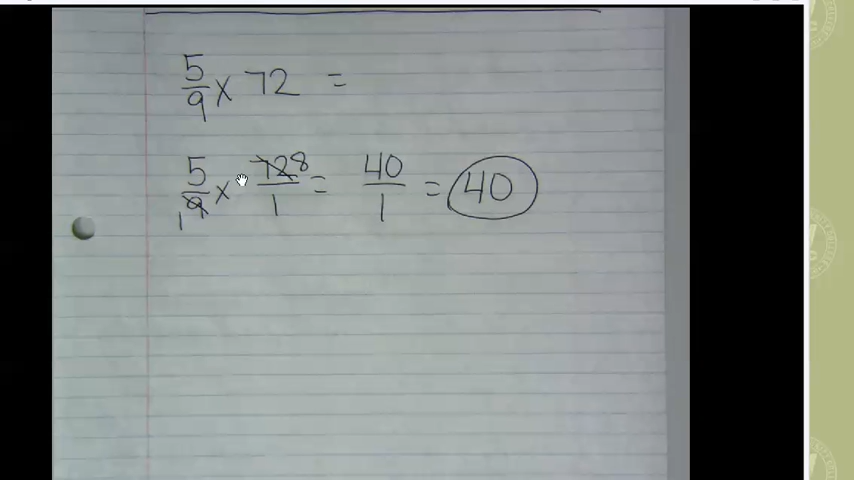 5/9 x 72 =
5/9 1 x 72 8/1 = 40/1 = 40